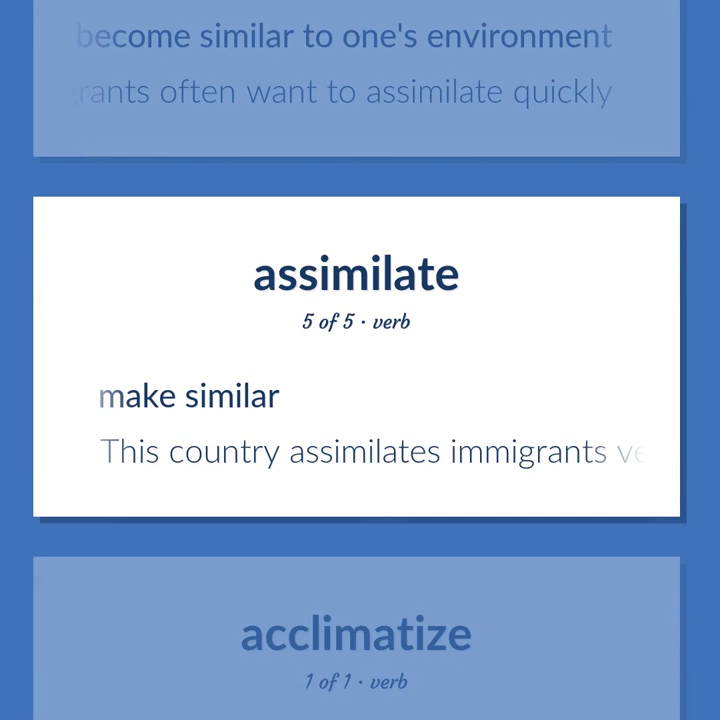 become similar to one's environment
often want to assimilate quickly
assimilate
5 of 5 · verb
make similar
This country assimilates immigrants
acclimatize
1 of 1 · verb